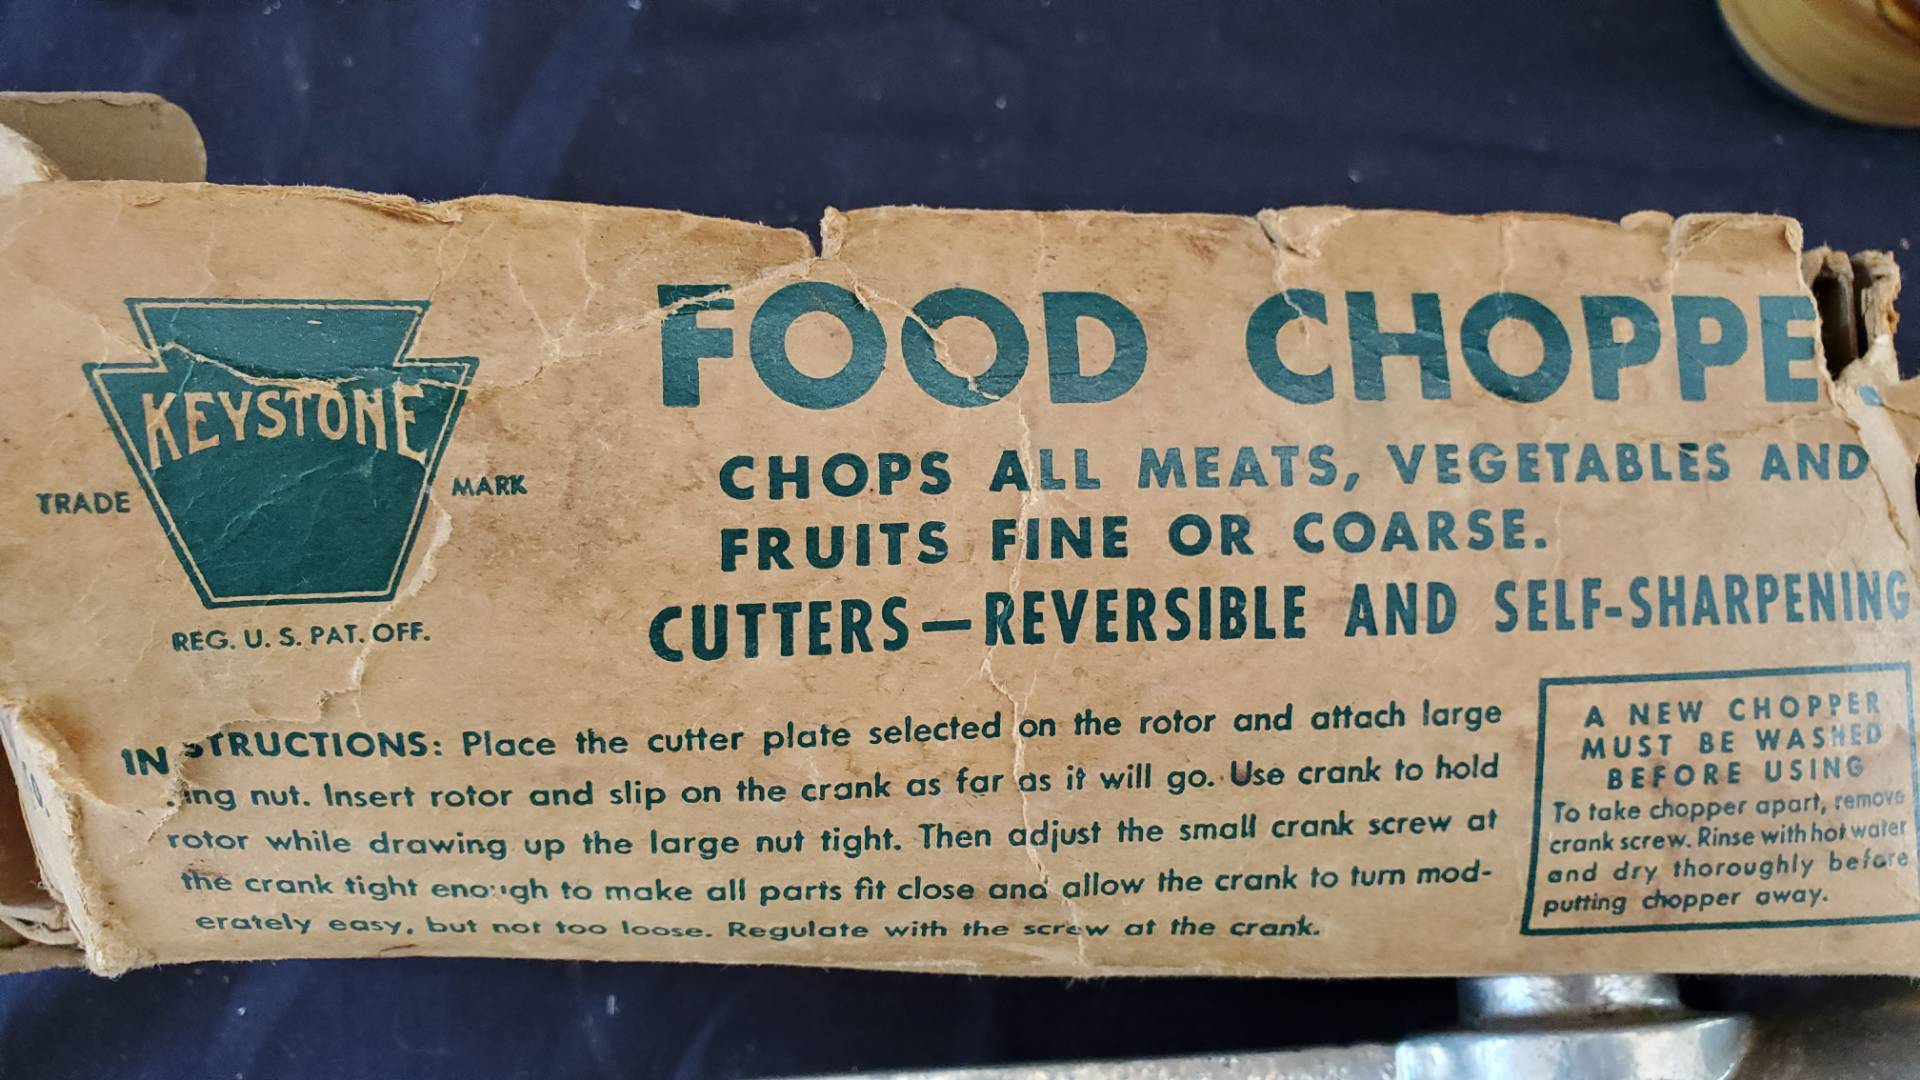 KEYSTONE
TRADE MARK
REG. U. S. PAT. OFF.
FOOD CHOPPE
CHOPS ALL MEATS, VEGETABLES AND
FRUITS FINE OR COARSE.
CUTTERS—REVERSIBLE AND SELF-SHARPENING
INSTRUCTIONS: Place the cutter plate selected on the rotor and attach large
ing nut. Insert rotor and slip on the crank as far as it will go. Use crank to hold
rotor while drawing up the large nut tight. Then adjust the small crank screw at
the crank tight enough to make all parts fit close and allow the crank to turn mod-
erately easy, but not too loose. Regulate with the screw at the crank.
A NEW CHOPPER
MUST BE WASHED
BEFORE USING
To take chopper apart, remove
crank screw. Rinse with hot water
and dry thoroughly before
putting chopper away.